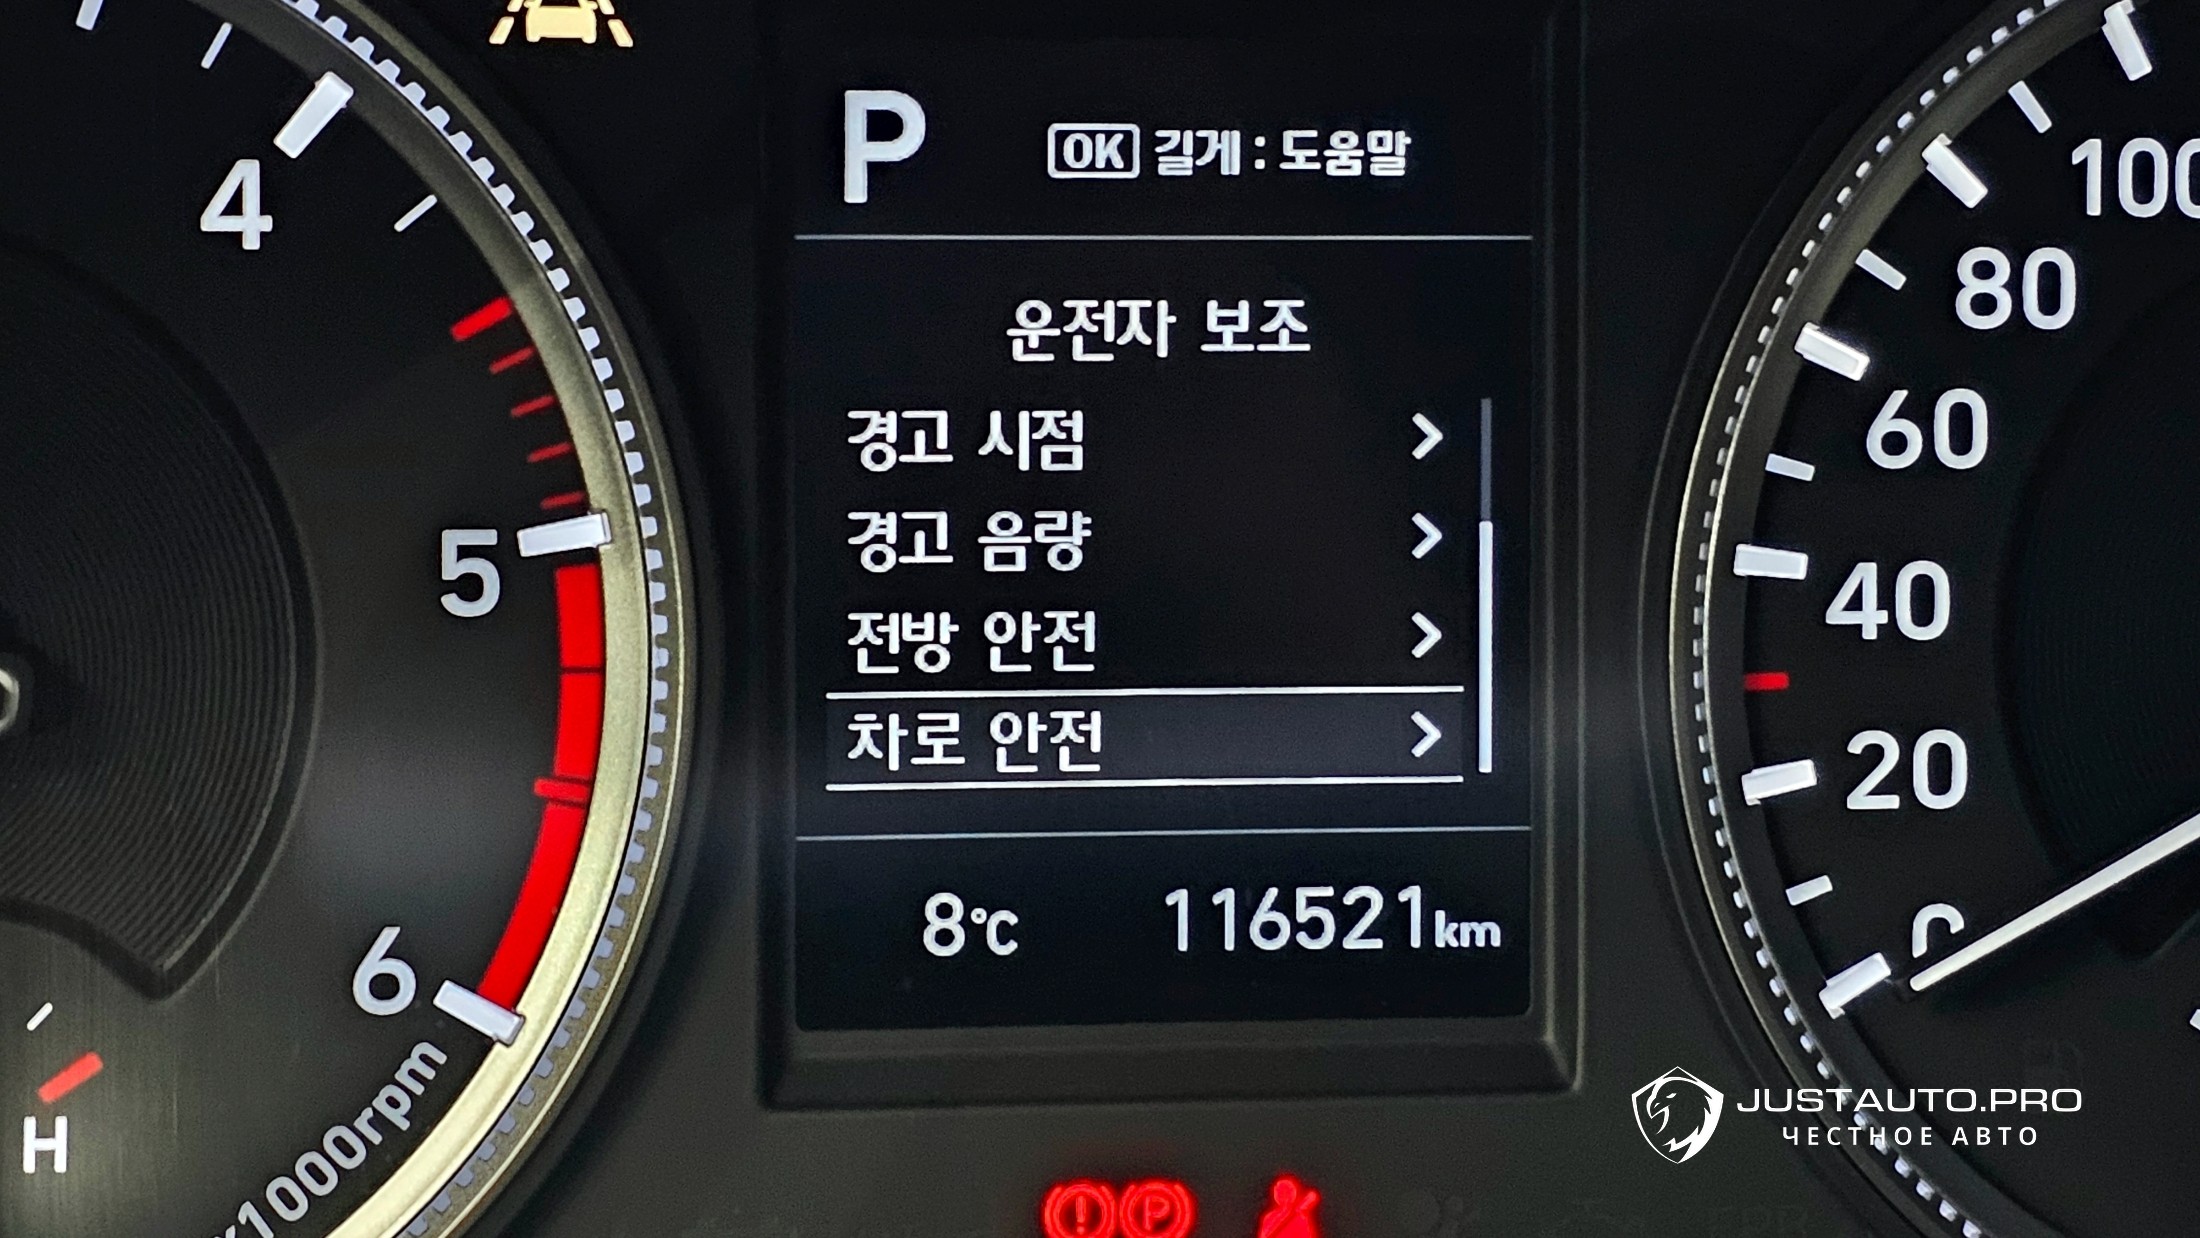 P
OK 길게 : 도움말
운전자 보조
경고 시점
경고 음량
전방 안전
차로 안전
8℃
116521km
4
5
6
x1000rpm
H
100
80
60
40
20
0
JUSTAUTO.PRO
ЧЕСТНОЕ АВТО
P